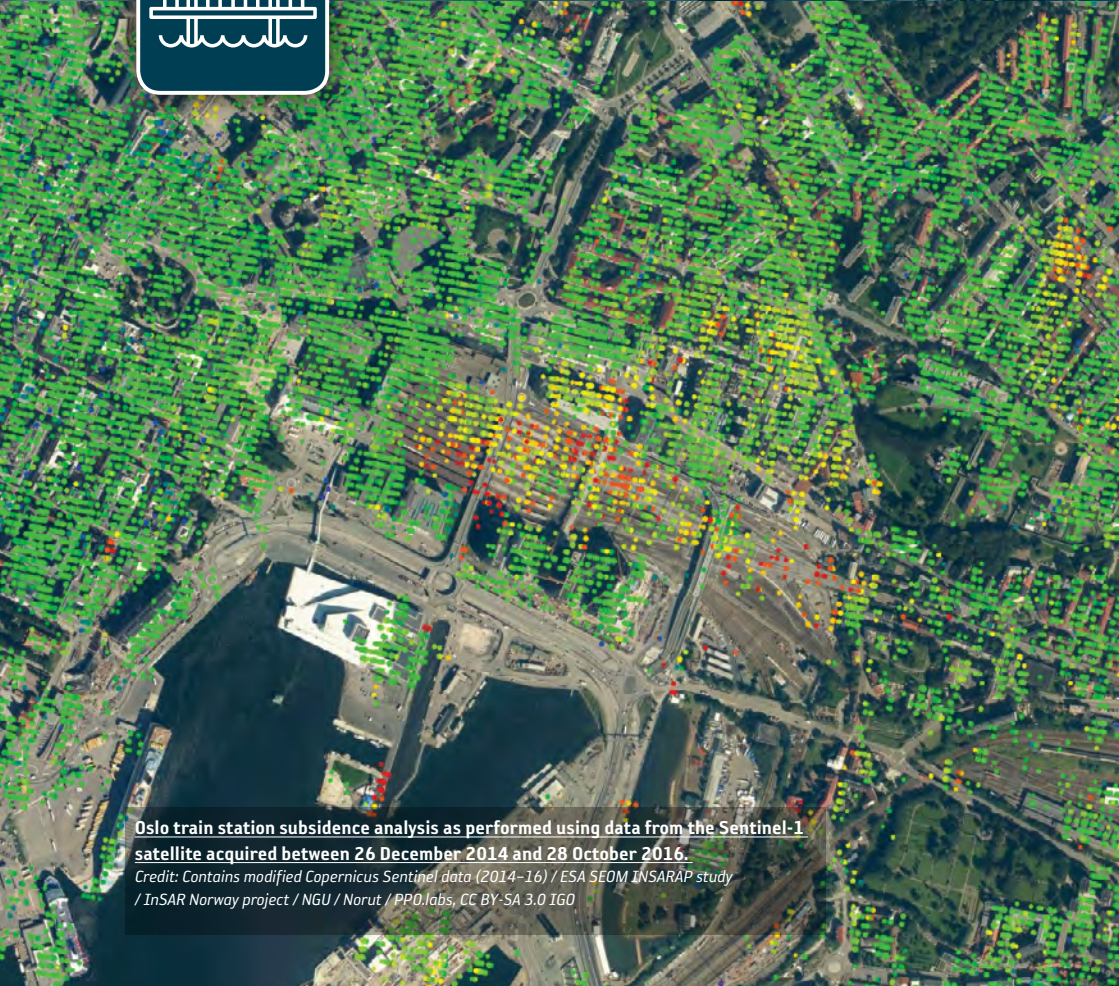 Oslo train station subsidence analysis as performed using data from the Sentinel-1
satellite acquired between 26 December 2014 and 28 October 2016.
Credit: Contains modified Copernicus Sentinel data (2014–16) / ESA SEOM INSARAP study
/ InSAR Norway project / NGU / Norut / PPO.labs, CC BY-SA 3.0 IGO